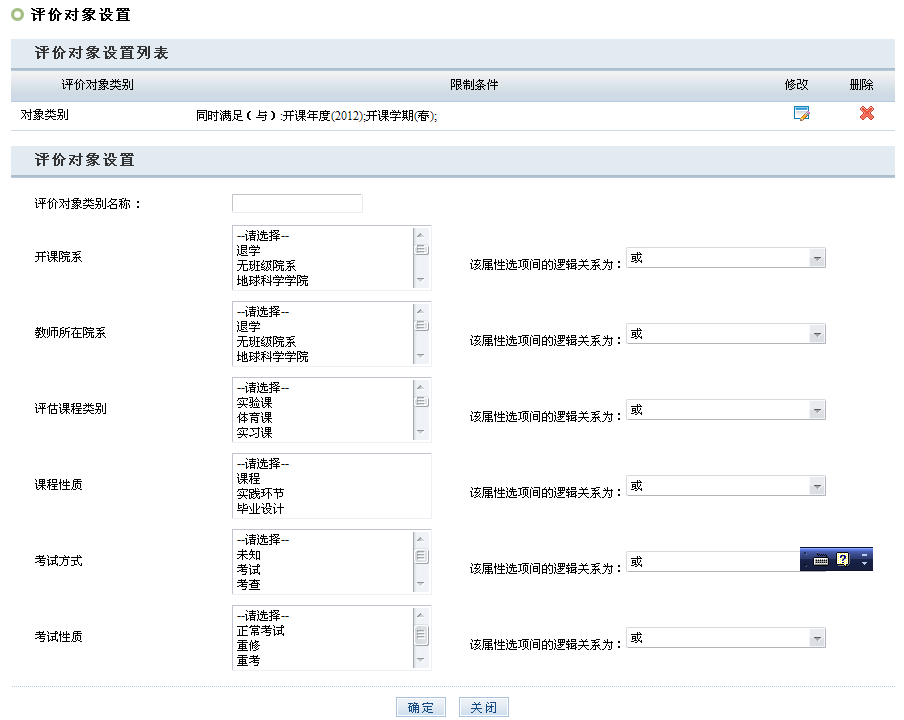 评价对象设置
评价对象设置列表
评价对象类别 限制条件 修改 删除
对象类别 同时满足(与):开课年度(2012);开课学期(春);
评价对象设置
评价对象类别名称：
开课院系
--请选择--
退学
无班级院系
地球科学学院
该属性选项间的逻辑关系为： 或
教师所在院系
--请选择--
退学
无班级院系
地球科学学院
该属性选项间的逻辑关系为： 或
评估课程类别
--请选择--
实验课
体育课
实习课
该属性选项间的逻辑关系为： 或
课程性质
--请选择--
课程
实践环节
毕业设计
该属性选项间的逻辑关系为： 或
考试方式
--请选择--
未知
考试
考查
该属性选项间的逻辑关系为： 或
考试性质
--请选择--
正常考试
重修
重考
该属性选项间的逻辑关系为： 或
确定 关闭